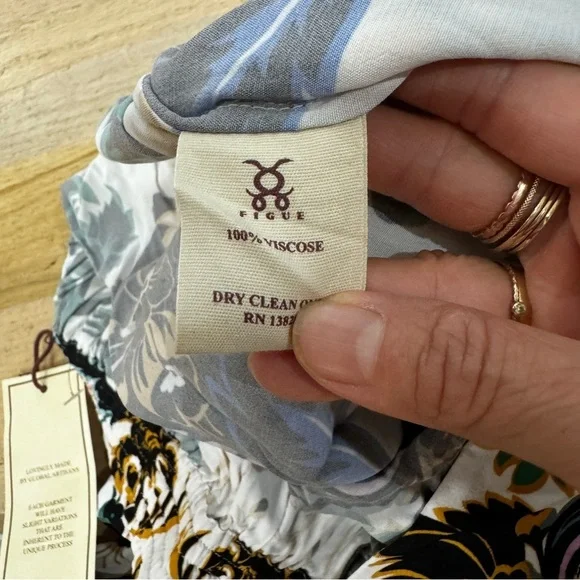 FIGUE
100% VISCOSE
DRY CLEAN
RN 138
LOVINGLY MADE
BY GLOBAL ARTISANS
EACH GARMENT
WILL HAVE
SLIGHT VARIATIONS
THAT ARE
INHERENT TO THE
UNIQUE PROCESS